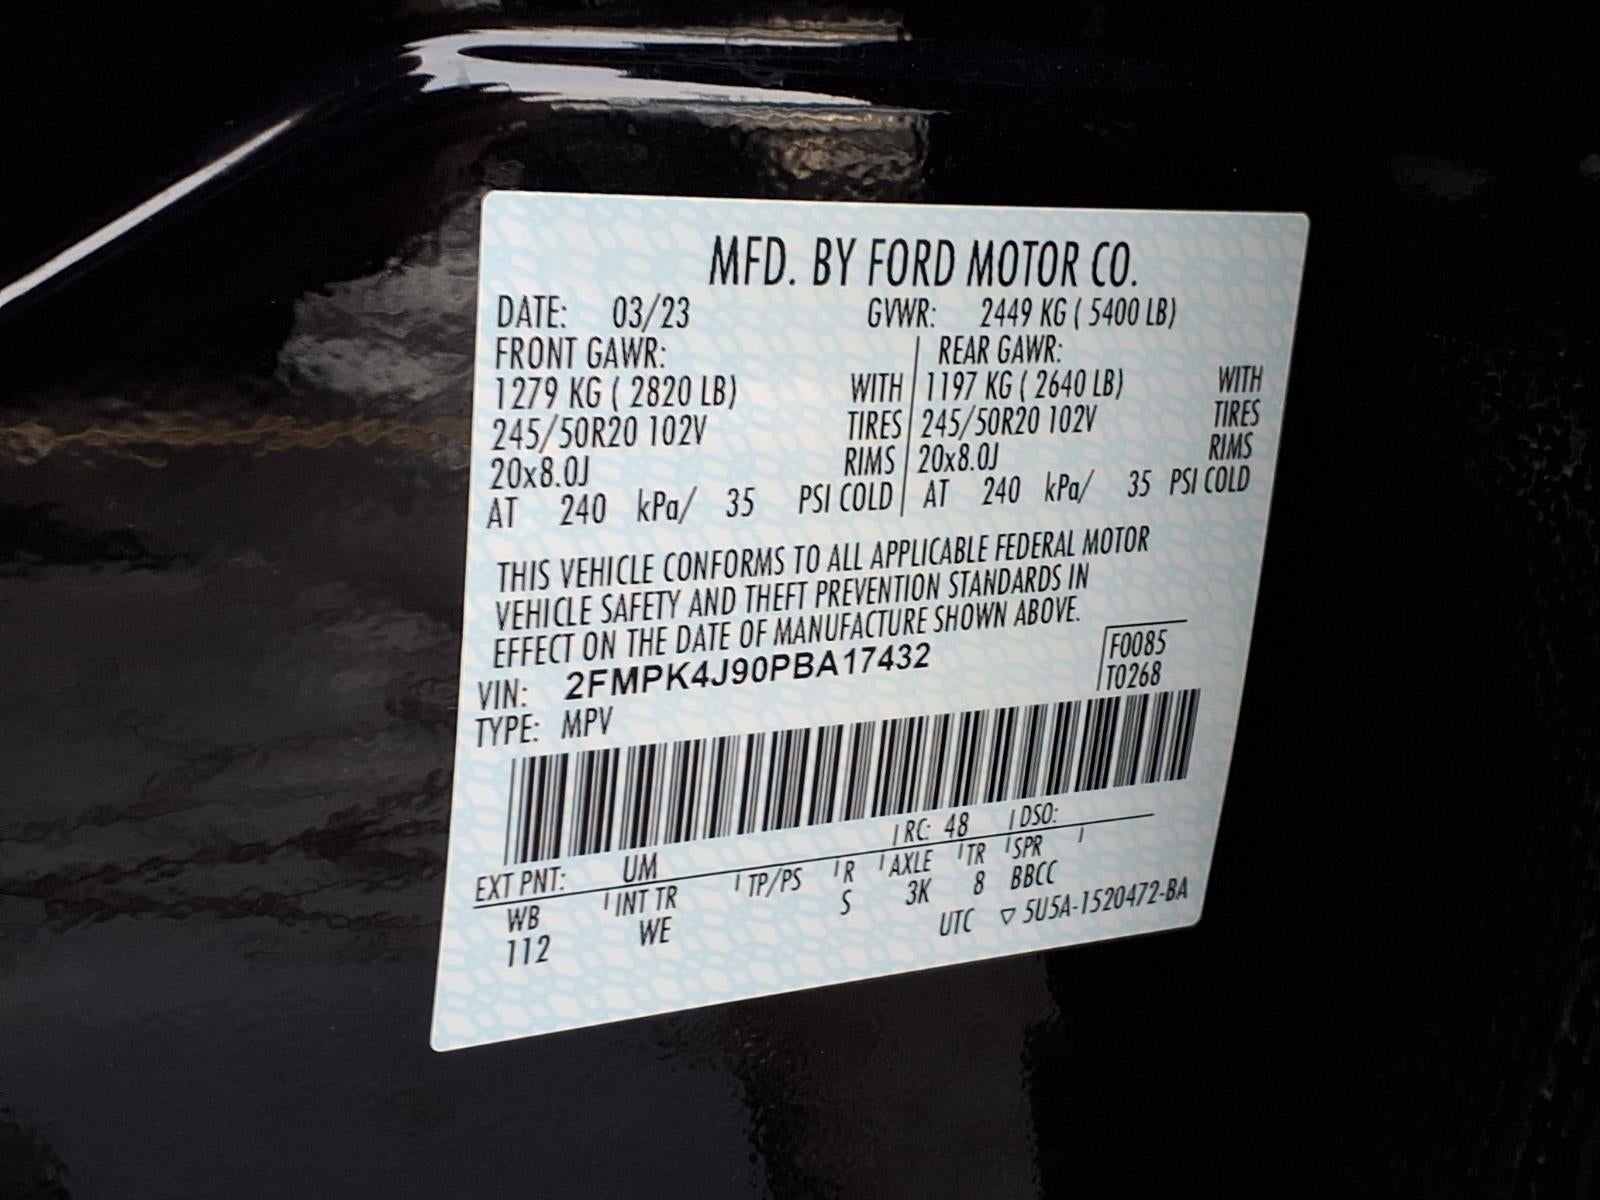 MFD. BY FORD MOTOR CO.
DATE: 03/23 GVWR: 2449 KG ( 5400 LB)
FRONT GAWR: REAR GAWR:
1279 KG ( 2820 LB) WITH 1197 KG ( 2640 LB) WITH
245/50R20 102V TIRES 245/50R20 102V TIRES
20x8.0J RIMS 20x8.0J RIMS
AT 240 kPa/ 35 PSI COLD AT 240 kPa/ 35 PSI COLD
THIS VEHICLE CONFORMS TO ALL APPLICABLE FEDERAL MOTOR
VEHICLE SAFETY AND THEFT PREVENTION STANDARDS IN
EFFECT ON THE DATE OF MANUFACTURE SHOWN ABOVE.
VIN: 2FMPK4J90PBA17432 F0085
TYPE: MPV T0268
EXT PNT: UM RC: 48 DSO:
WB INT TR TP/PS R AXLE TR SPR
112 WE S 3K 8 BBCC
UTC ▽ 5U5A-1520472-BA